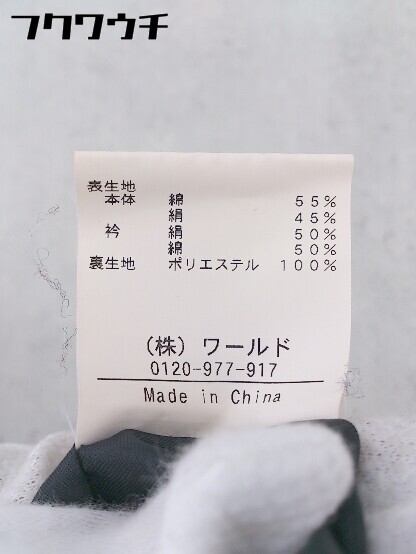 フクワウチ
表生地
本体 綿 55%
絹 45%
衿 絹 50%
綿 50%
裏生地 ポリエステル 100%
(株) ワールド
0120-977-917
Made in China